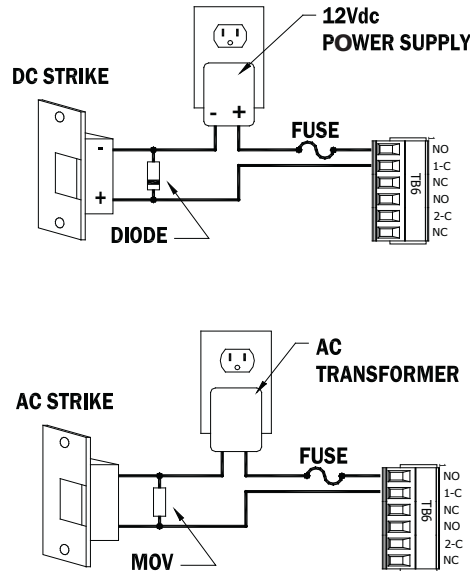 12Vdc
POWER SUPPLY
DC STRIKE
- +
FUSE
-
+
DIODE
TB6
NO
1-C
NC
NO
2-C
NC
AC
TRANSFORMER
AC STRIKE
FUSE
MOV
TB6
NO
1-C
NC
NO
2-C
NC